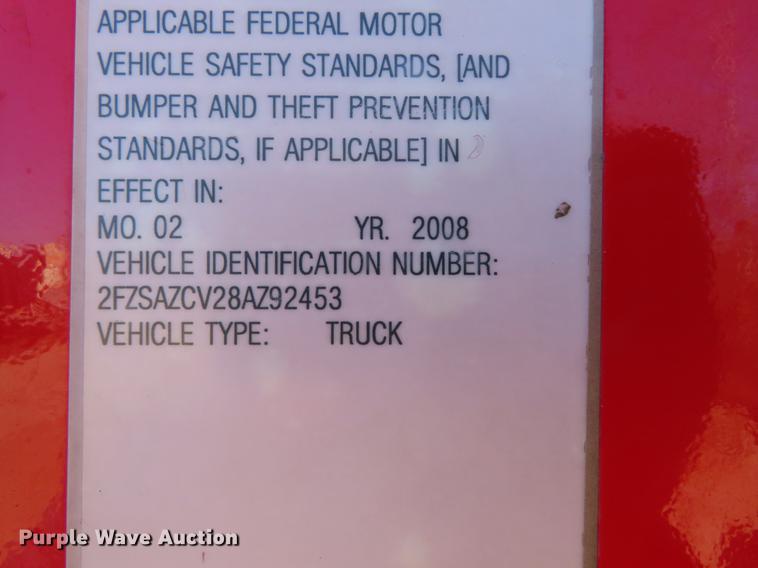 APPLICABLE FEDERAL MOTOR
VEHICLE SAFETY STANDARDS, [AND
BUMPER AND THEFT PREVENTION
STANDARDS, IF APPLICABLE] IN
EFFECT IN:
MO. 02 YR. 2008
VEHICLE IDENTIFICATION NUMBER:
2FZSAZCV28AZ92453
VEHICLE TYPE: TRUCK
Purple Wave Auction